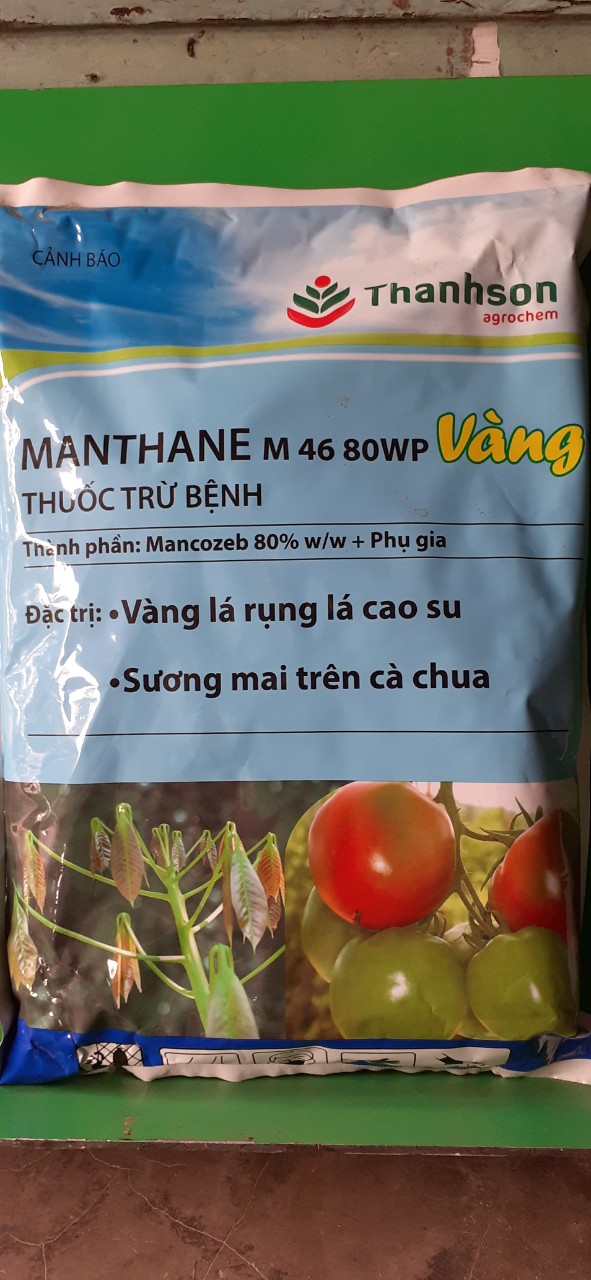 CẢNH BÁO
Thanhson
agrochem
MANTHANE M 46 80WP Vàng
THUỐC TRỪ BỆNH
Thành phần: Mancozeb 80% w/w + Phụ gia
Đặc trị: •Vàng lá rụng lá cao su
•Sương mai trên cà chua